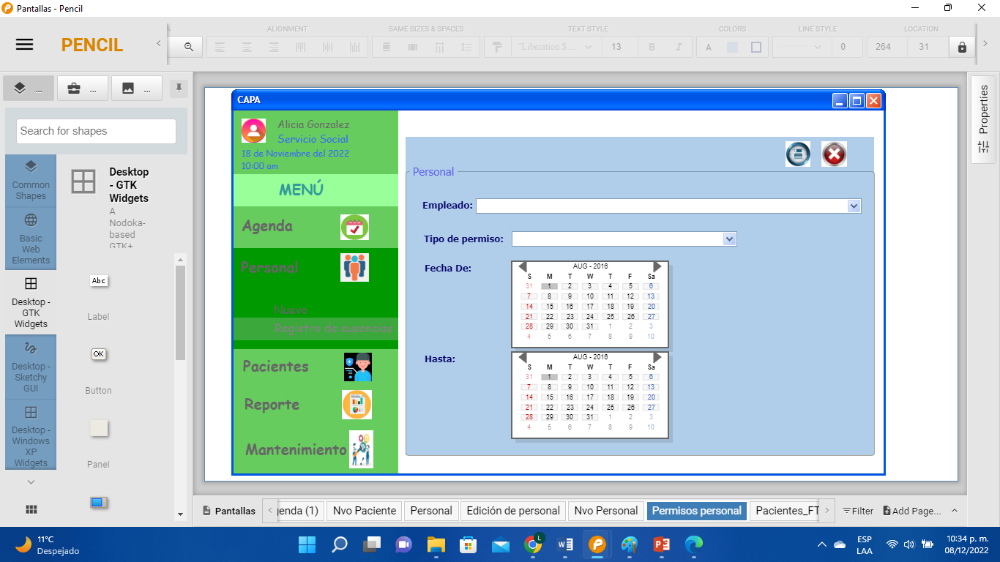 Pantallas - Pencil
PENCIL
ALIGNMENT
SAME SIZES & SPACES
TEXT STYLE
COLORS
LINE STYLE
LOCATION
"Liberation S...
13
B
I
A
0
264
31
...
...
...
Search for shapes
Common
Shapes
Basic
Web
Elements
Desktop -
GTK
Widgets
Desktop -
Sketchy
GUI
Desktop -
Windows
XP
Widgets
Desktop
- GTK
Widgets
A
Nodoka-
based
GTK+
Abc
Label
OK
Button
Panel
CAPA
Alicia Gonzalez
Servicio Social
18 de Noviembre del 2022
10:00 am
MENÚ
Agenda
Personal
Nuevo
Registro de ausencias
Pacientes
Reporte
Mantenimiento
Personal
Empleado:
Tipo de permiso:
Fecha De:
AUG - 2016
S M T W T F Sa
31 1 2 3 4 5 6
7 8 9 10 11 12 13
14 15 16 17 18 19 20
21 22 23 24 25 26 27
28 29 30 31 1 2 3
4 5 6 7 8 9 10
Hasta:
AUG - 2016
S M T W T F Sa
31 1 2 3 4 5 6
7 8 9 10 11 12 13
14 15 16 17 18 19 20
21 22 23 24 25 26 27
28 29 30 31 1 2 3
4 5 6 7 8 9 10
Properties
Pantallas
genda (1)
Nvo Paciente
Personal
Edición de personal
Nvo Personal
Permisos personal
Pacientes_FT
Filter
Add Page...
11°C
Despejado
L
ESP
LAA
10:34 p. m.
08/12/2022